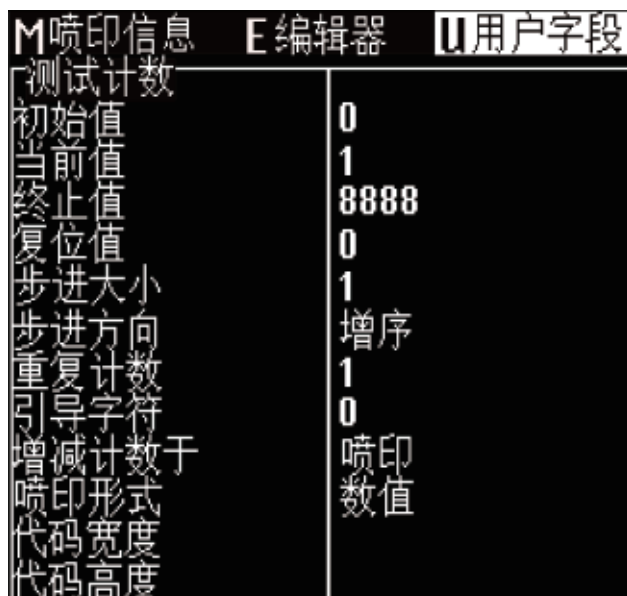 M喷印信息 E编辑器 U用户字段
测试计数
初始值 0
当前值 1
终止值 8888
复位值 0
步进大小 1
步进方向 增序
重复计数 1
引导字符 0
增减计数于 喷印
喷印形式 数值
代码宽度
代码高度